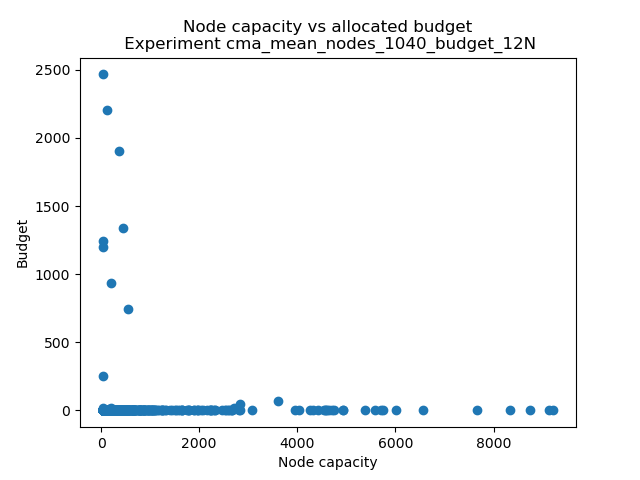 Node capacity vs allocated budget
Experiment cma_mean_nodes_1040_budget_12N
2500
2000
1500
1000
500
0
Budget
0 2000 4000 6000 8000
Node capacity